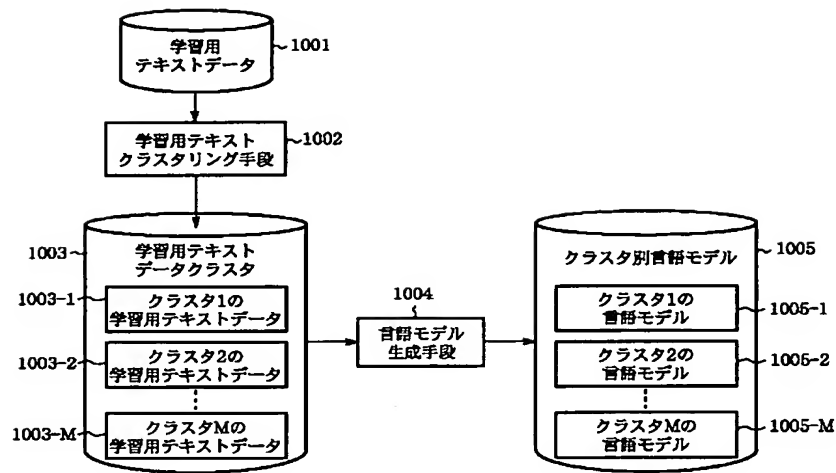 学習用
テキストデータ
1001
学習用テキスト
クラスタリング手段
1002
1003
学習用テキスト
データクラスタ
1003-1
クラスタ1の
学習用テキストデータ
1003-2
クラスタ2の
学習用テキストデータ
1003-M
クラスタMの
学習用テキストデータ
1004
言語モデル
生成手段
クラスタ別言語モデル
1005
クラスタ1の
言語モデル
1005-1
クラスタ2の
言語モデル
1005-2
クラスタMの
言語モデル
1005-M